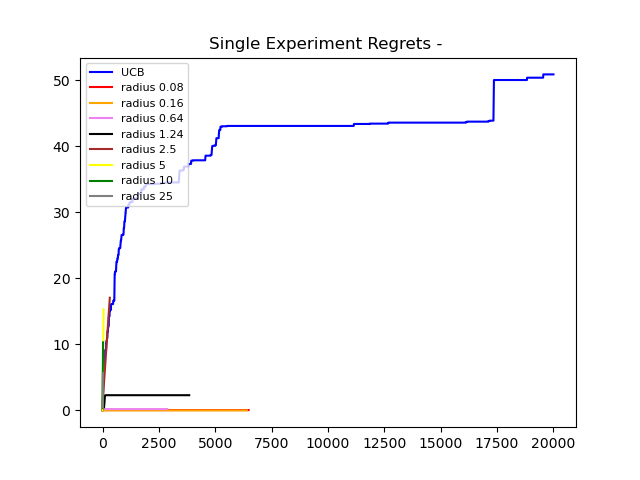 Single Experiment Regrets -
50
40
30
20
10
0
UCB
radius 0.08
radius 0.16
radius 0.64
radius 1.24
radius 2.5
radius 5
radius 10
radius 25
0 2500 5000 7500 10000 12500 15000 17500 20000